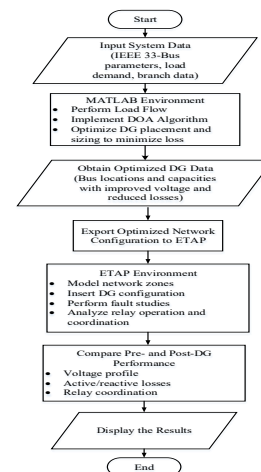 Start
Input System Data
(IEEE 33-Bus
parameters, load
demand, branch data)
MATLAB Environment
• Perform Load Flow
• Implement DOA Algorithm
• Optimize DG placement and
sizing to minimize loss
Obtain Optimized DG Data
(Bus locations and capacities
with improved voltage and
reduced losses)
Export Optimized Network
Configuration to ETAP
ETAP Environment
• Model network zones
• Insert DG configuration
• Perform fault studies
• Analyze relay operation and
coordination
Compare Pre- and Post-DG
Performance
• Voltage profile
• Active/reactive losses
• Relay coordination
Display the Results
End